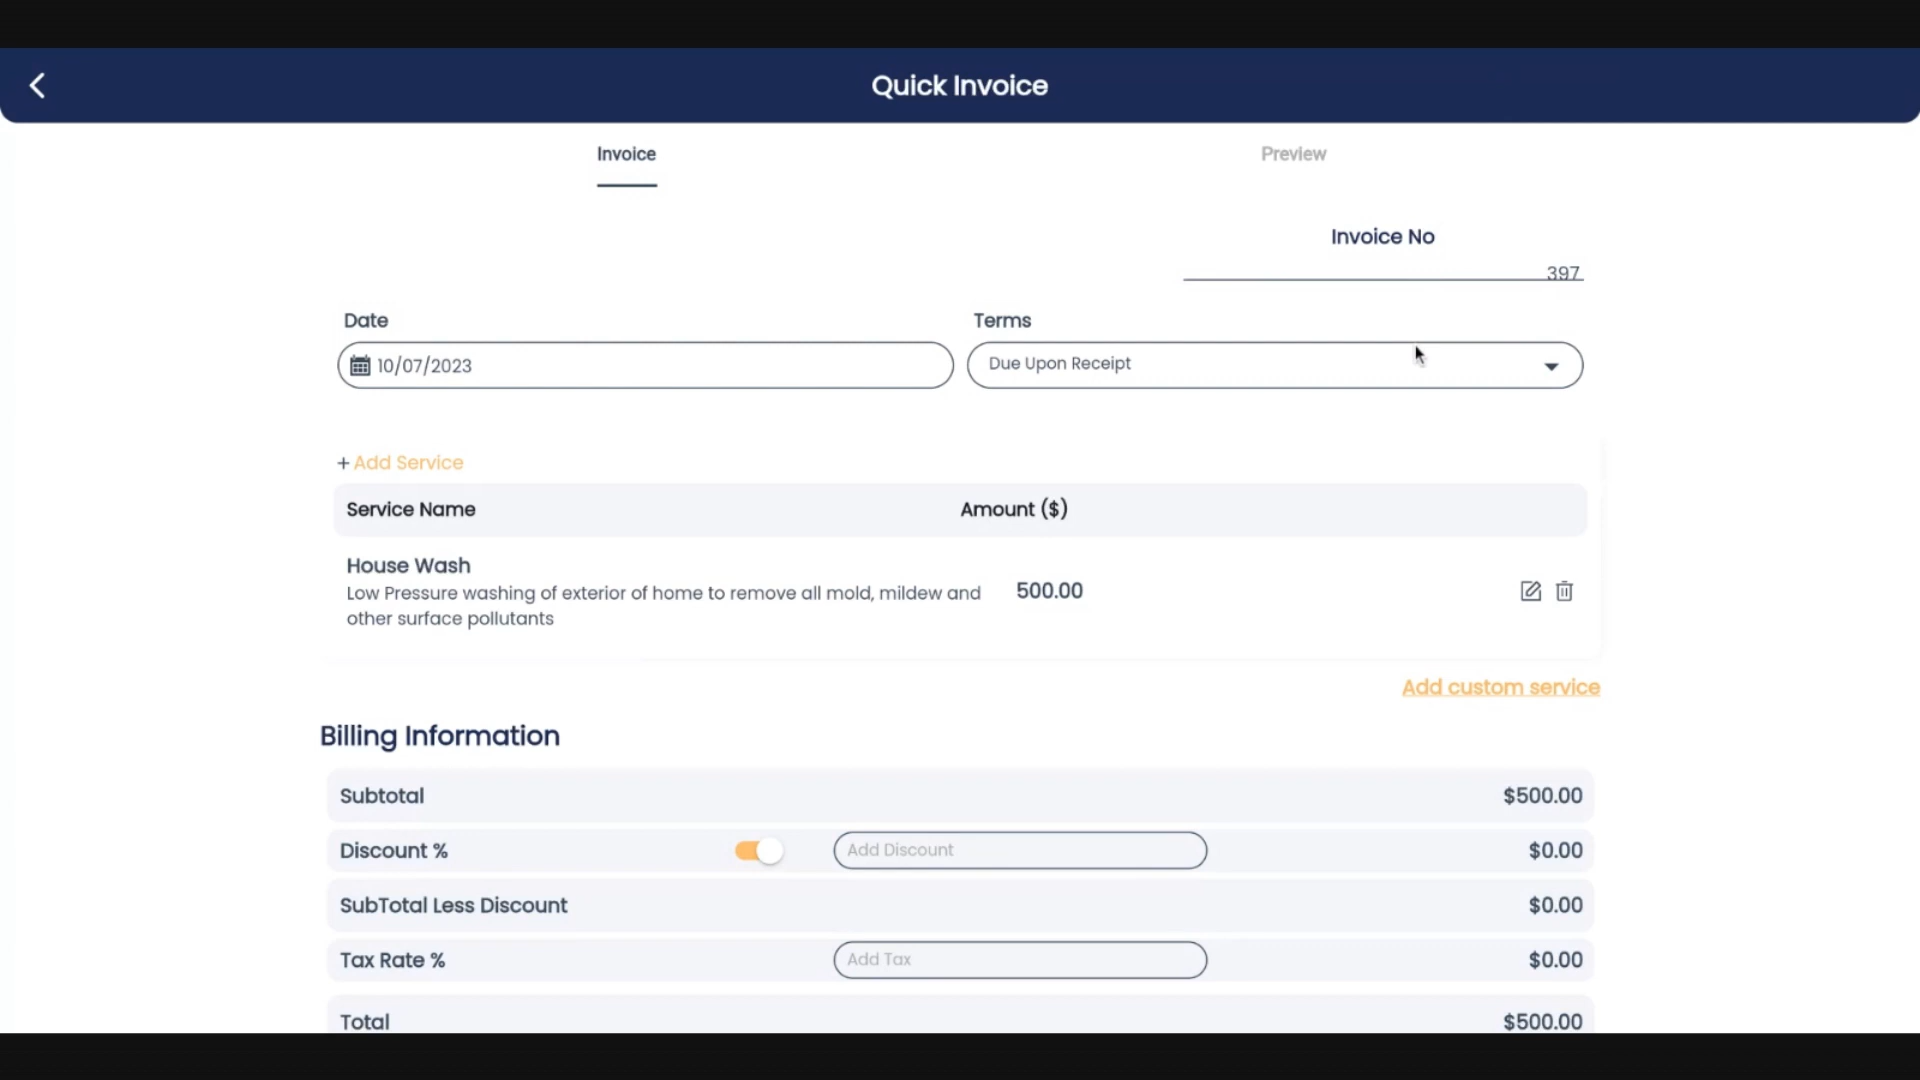 Quick Invoice
Invoice
Preview
Invoice No
397
Date
Terms
10/07/2023
Due Upon Receipt
+ Add Service
Service Name
Amount ($)
House Wash
Low Pressure washing of exterior of home to remove all mold, mildew and
other surface pollutants
500.00
Add custom service
Billing Information
Subtotal
$500.00
Discount %
Add Discount
$0.00
SubTotal Less Discount
$0.00
Tax Rate %
Add Tax
$0.00
Total
$500.00